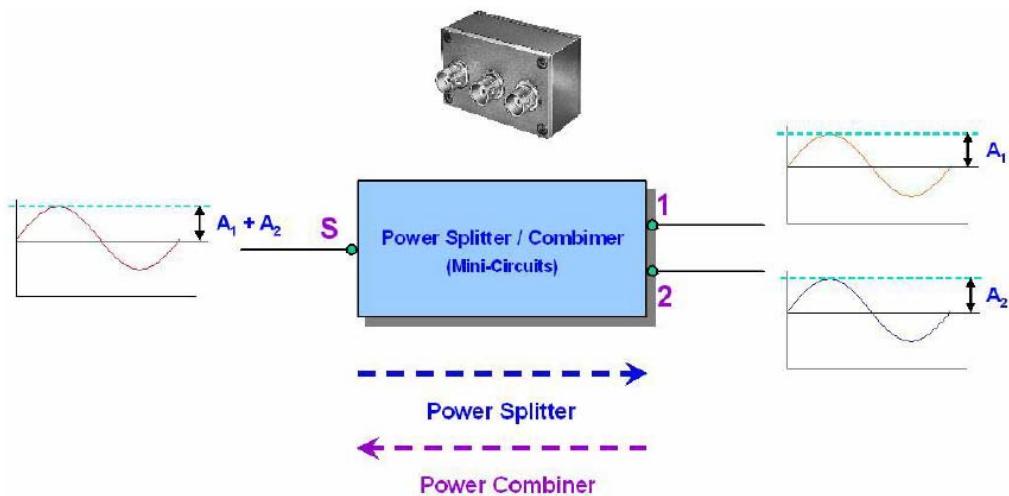 A1
A1 + A2
S
1
Power Splitter / Combimer
(Mini-Circuits)
2
A2
Power Splitter
Power Combiner